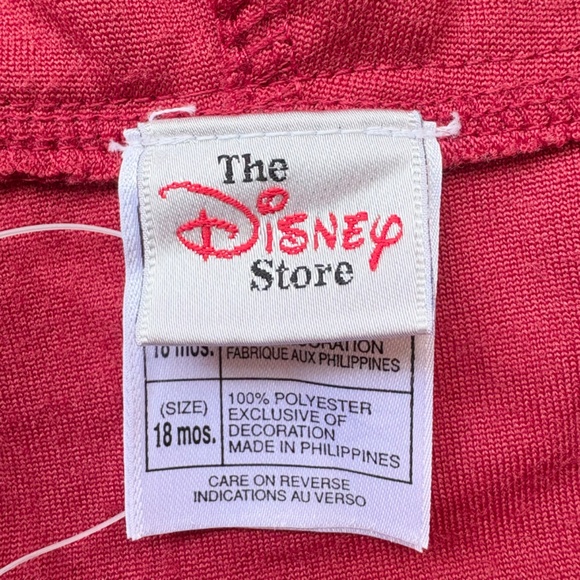 The
Disney
Store
18 mos.
FABRIQUE AUX PHILIPPINES
(SIZE)
18 mos.
100% POLYESTER
EXCLUSIVE OF
DECORATION
MADE IN PHILIPPINES
CARE ON REVERSE
INDICATIONS AU VERSO